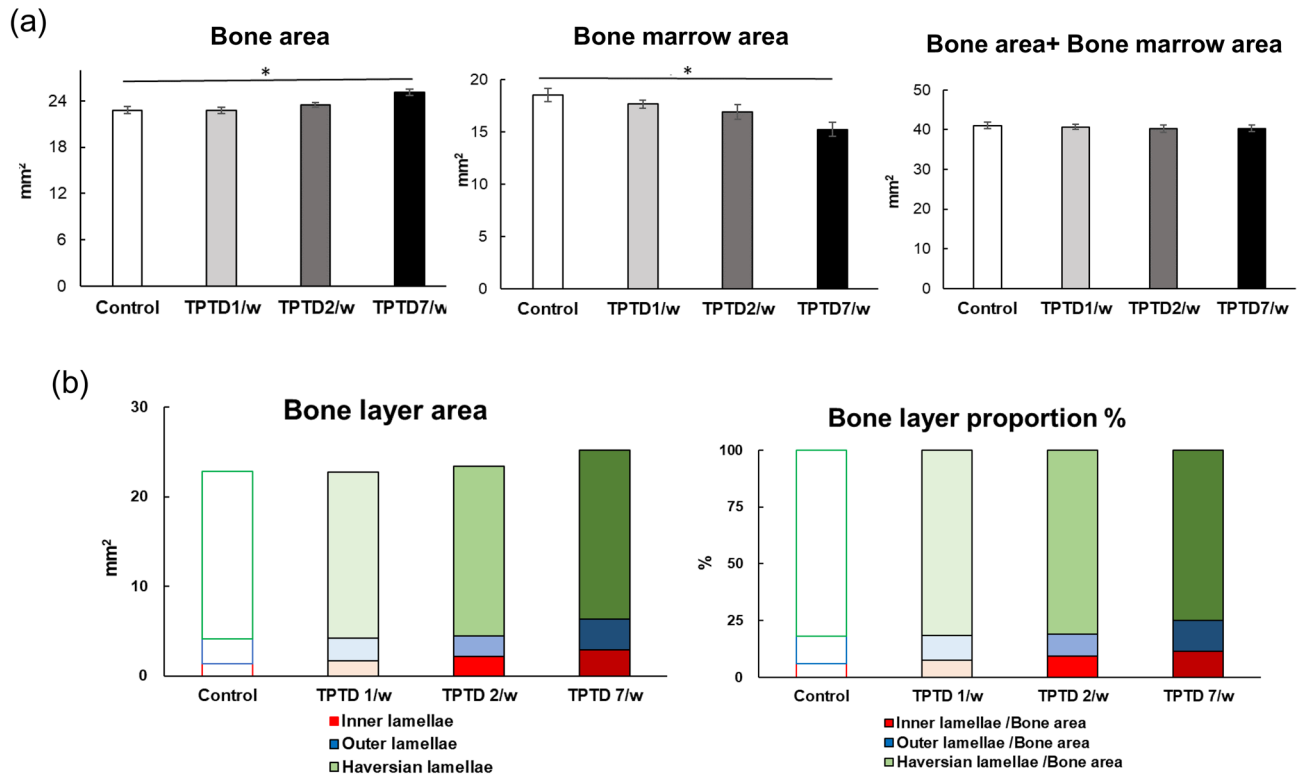 (a)
Bone area
*
24
18
12
6
0
mm²
Control TPTD1/w TPTD2/w TPTD7/w
Bone marrow area
*
20
15
10
5
0
mm²
Control TPTD1/w TPTD2/w TPTD7/w
Bone area+ Bone marrow area
50
40
30
20
10
0
mm²
Control TPTD1/w TPTD2/w TPTD7/w
(b)
Bone layer area
30
20
10
0
mm²
Control TPTD 1/w TPTD 2/w TPTD 7/w
Inner lamellae
Outer lamellae
Haversian lamellae
Bone layer proportion %
100
75
50
25
0
%
Control TPTD 1/w TPTD 2/w TPTD 7/w
Inner lamellae /Bone area
Outer lamellae /Bone area
Haversian lamellae /Bone area